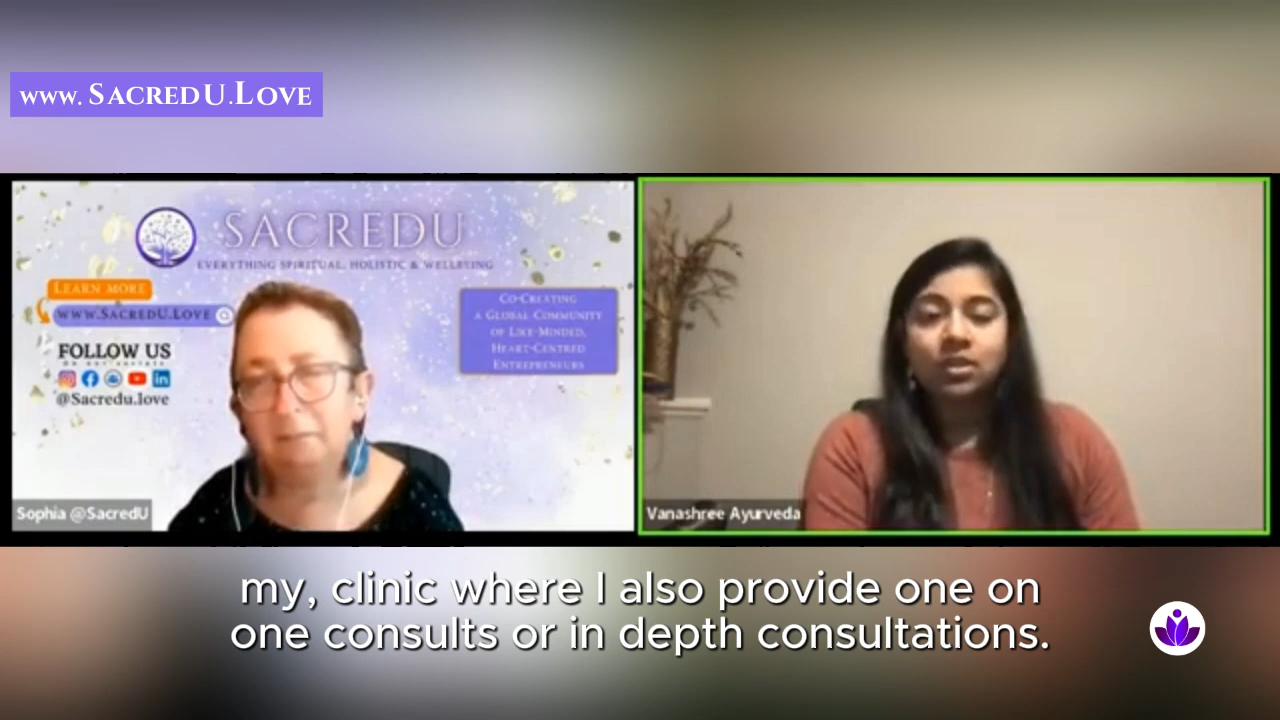 www. SACREDU.LOVE
SACREDU
EVERYTHING SPIRITUAL, HOLISTIC & WELLBEING
LEARN MORE
WWW.SACREDU.LOVE
FOLLOW US
@Sacredu.love
CO-CREATING
A GLOBAL COMMUNITY
OF LIKE-MINDED,
HEART-CENTRED
ENTREPRENEURS
Sophia @SacredU
Vanashree Ayurveda
my, clinic where I also provide one on
one consults or in depth consultations.